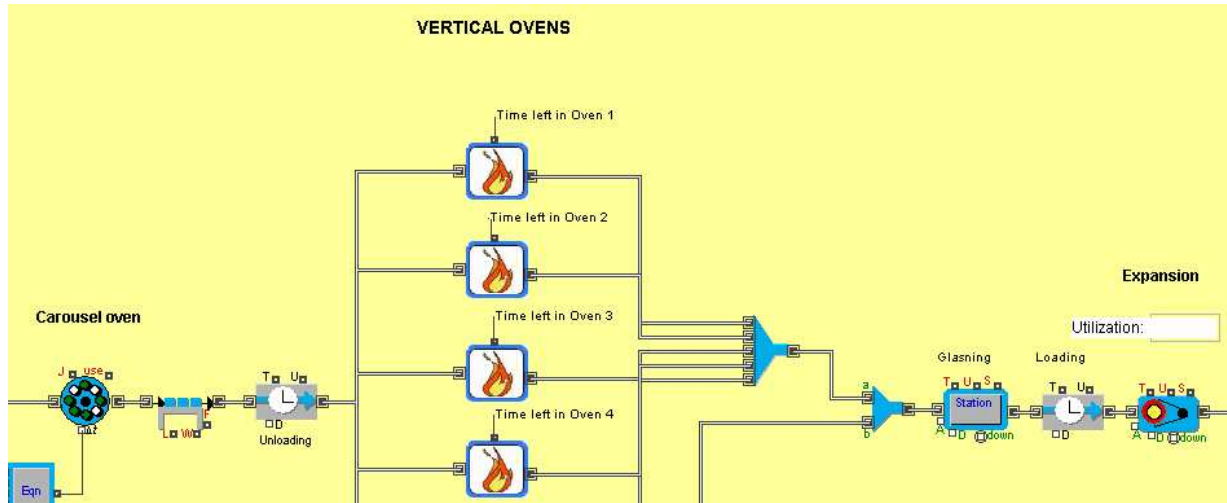 VERTICAL OVENS
Time left in Oven 1
Time left in Oven 2
Expansion
Carousel oven
Time left in Oven 3
Utilization:
J use
T U
F
L W
D
Unloading
Glasning
Loading
a
b
T U S
Station
A D down
T U
D
T U S
A D down
Time left in Oven 4
Eqn